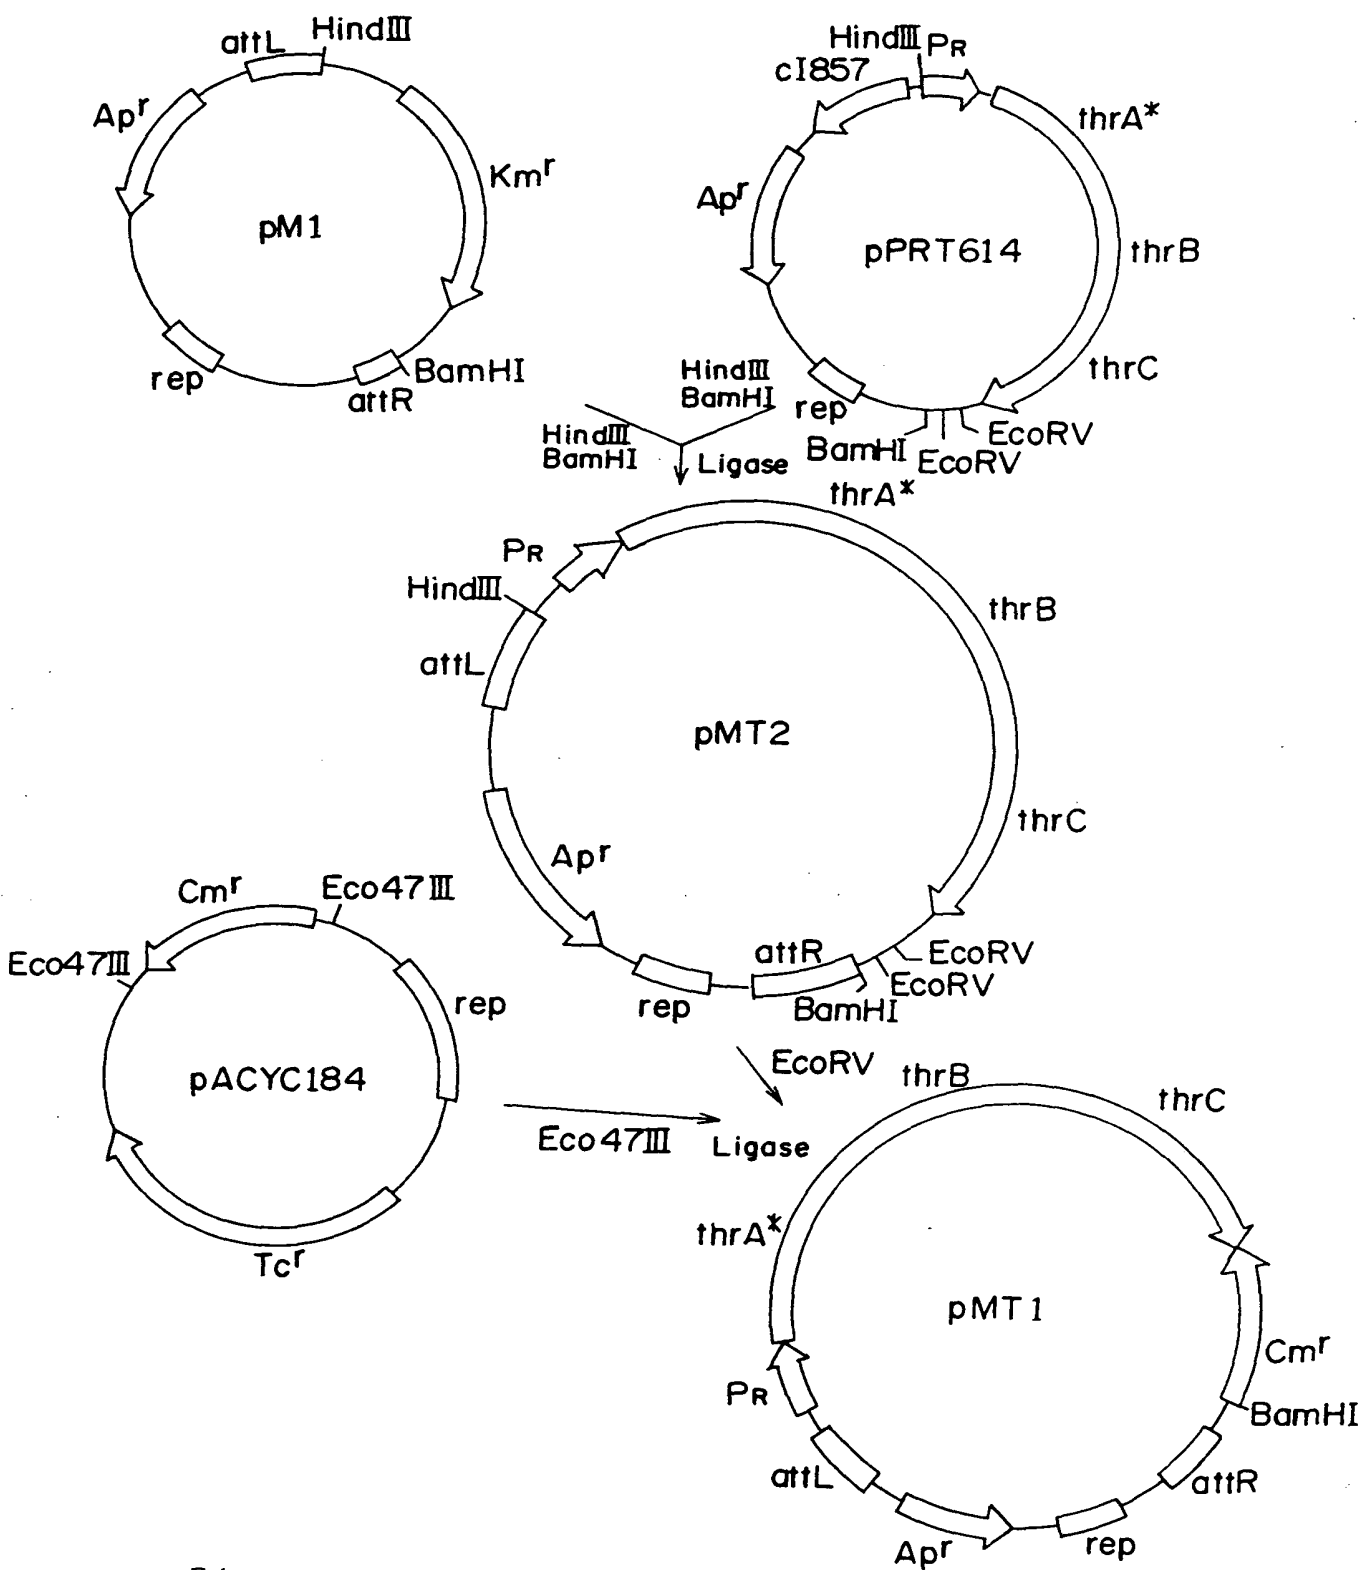 attL
HindIII
Apʳ
Kmʳ
pM1
rep
attR
BamHI
HindIII
PR
cI857
thrA*
Apʳ
pPRT614
thrB
thrC
rep
BamHI
EcoRV
EcoRV
HindIII
BamHI
HindIII
BamHI
Ligase
thrA*
PR
HindIII
thrB
attL
pMT2
thrC
Apʳ
attR
EcoRV
EcoRV
BamHI
rep
Cmʳ
Eco47III
Eco47III
rep
pACYC184
Tcʳ
EcoRV
Eco47III
Ligase
thrB
thrC
thrA*
pMT1
PR
Cmʳ
BamHI
attL
attR
Apʳ
rep